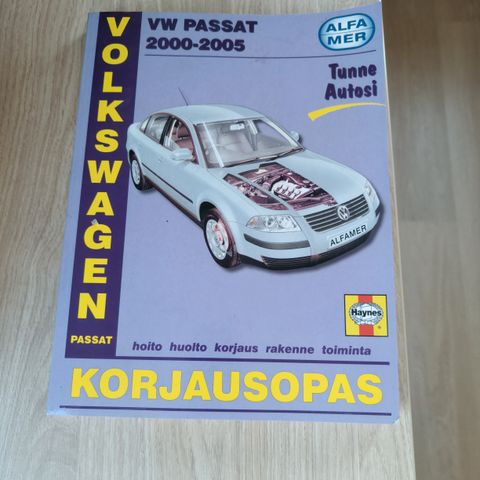 VOLKSWAGEN
PASSAT
VW PASSAT
2000-2005
ALFA
MER
Tunne
Autosi
ALFAMER
Haynes
hoito huolto korjaus rakenne toiminta
KORJAUSOPAS